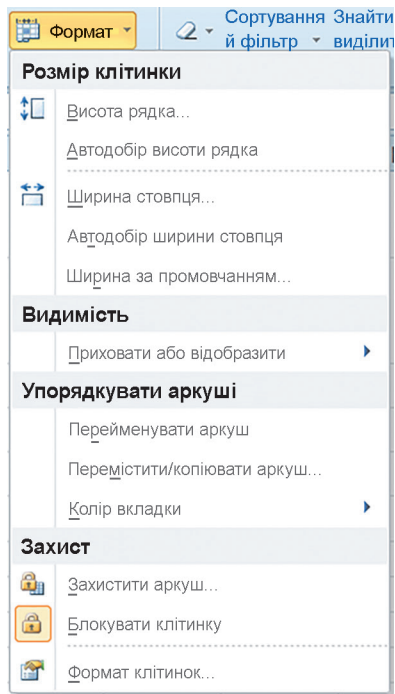 Формат
Сортування
й фільтр
Знайти
виділит
Розмір клітинки
Висота рядка...
Автодобір висоти рядка
Ширина стовпця...
Автодобір ширини стовпця
Ширина за промовчанням...
Видимість
Приховати або відобразити
Упорядкувати аркуші
Перейменувати аркуш
Перемістити/копіювати аркуш...
Колір вкладки
Захист
Захистити аркуш...
Блокувати клітинку
Формат клітинок...